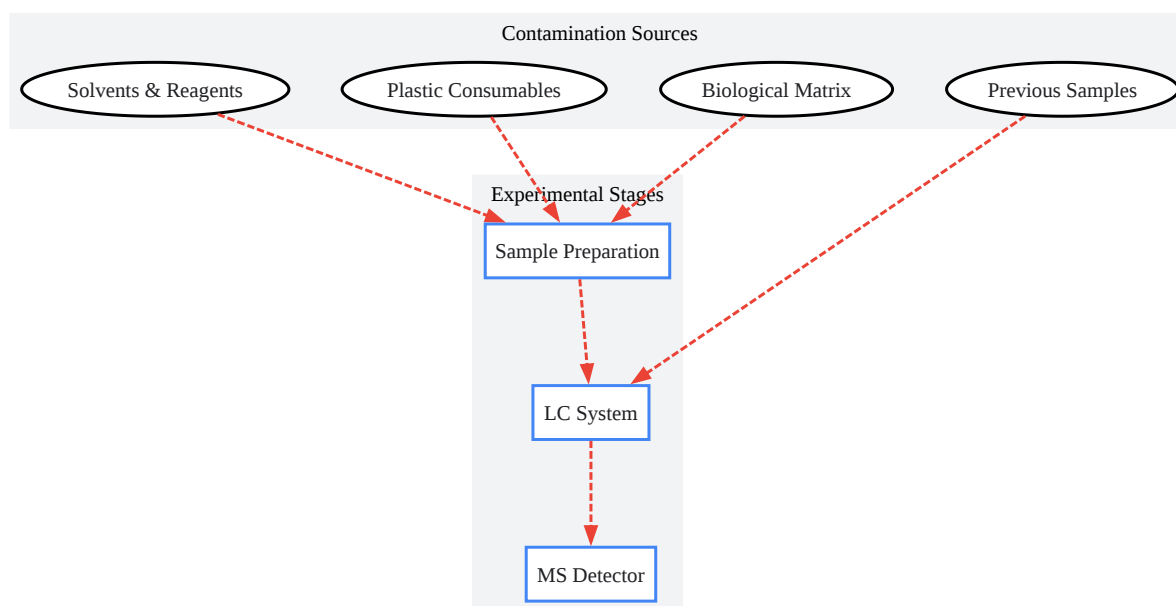 Contamination Sources
Solvents & Reagents
Plastic Consumables
Biological Matrix
Previous Samples
Experimental Stages
Sample Preparation
LC System
MS Detector